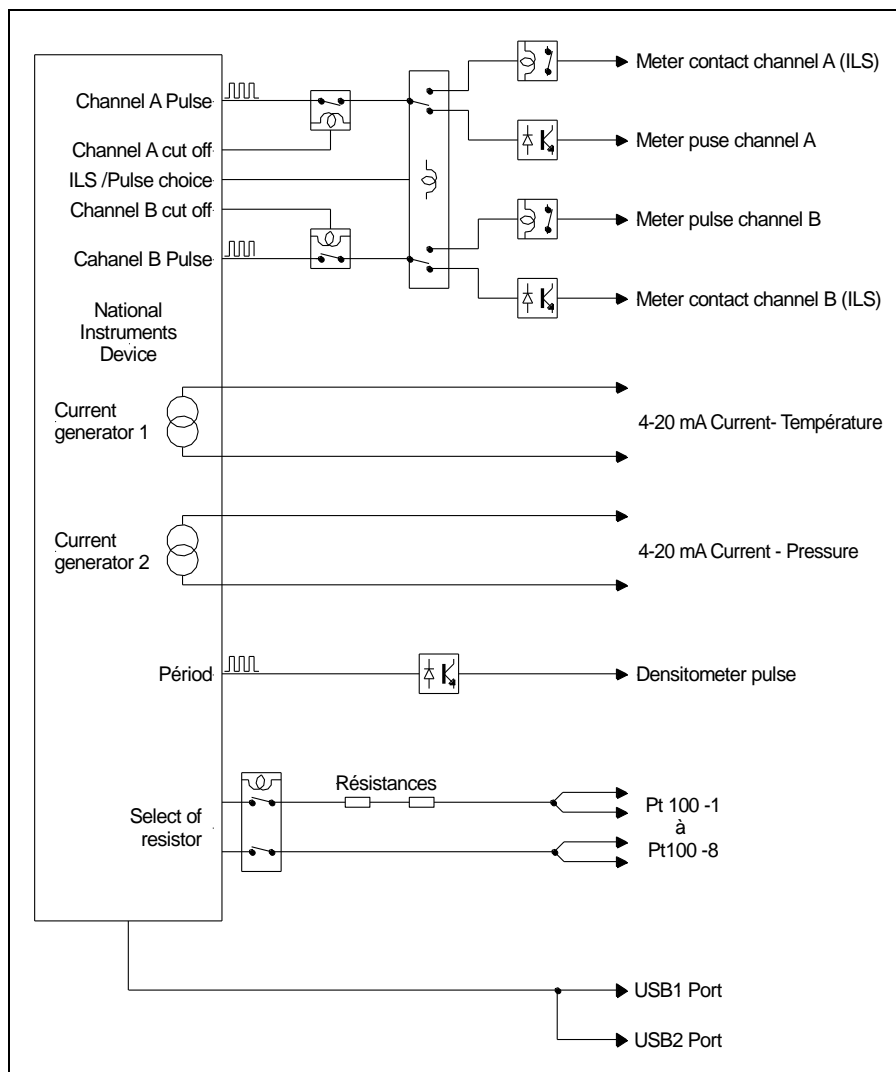 Meter contact channel A (ILS)
Channel A Pulse
Meter puse channel A
Channel A cut off
ILS /Pulse choice
Channel B cut off
Meter pulse channel B
Cahanel B Pulse
Meter contact channel B (ILS)
National
Instruments
Device
Current
generator 1
4-20 mA Current- Température
Current
generator 2
4-20 mA Current - Pressure
Périod
Densitometer pulse
Résistances
Select of
resistor
Pt 100 -1
à
Pt100 -8
USB1 Port
USB2 Port